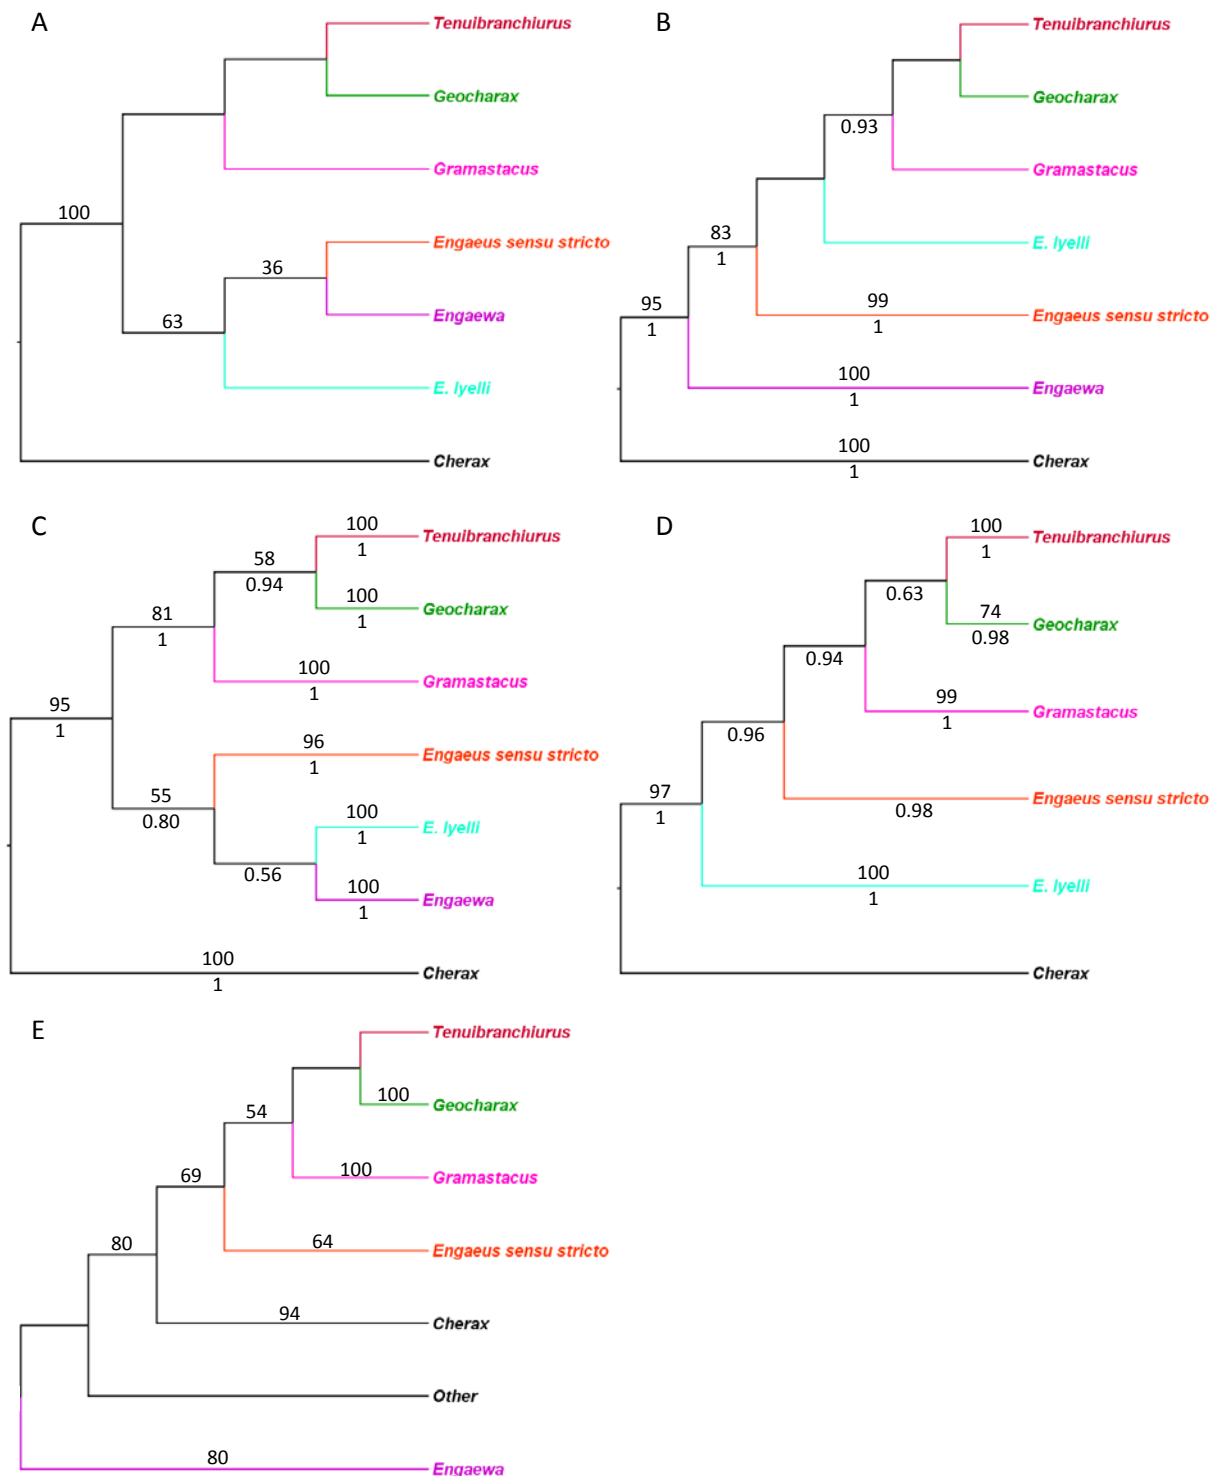 A
Tenuibranchiurus
Geocharax
Gramastacus
100
Engaeus sensu stricto
36
Engaewa
63
E. lyelli
Cherax
B
Tenuibranchiurus
Geocharax
0.93
Gramastacus
83
1
E. lyelli
95
1
99
1
Engaeus sensu stricto
100
1
Engaewa
100
1
Cherax
C
100
1
Tenuibranchiurus
58
0.94
100
1
Geocharax
81
1
100
1
Gramastacus
95
1
96
1
Engaeus sensu stricto
55
0.80
100
1
E. lyelli
0.56
100
1
Engaewa
100
1
Cherax
D
100
1
Tenuibranchiurus
0.63
74
0.98
Geocharax
0.94
99
1
Gramastacus
0.96
97
1
0.98
Engaeus sensu stricto
100
1
E. lyelli
Cherax
E
Tenuibranchiurus
100
Geocharax
54
100
Gramastacus
69
64
Engaeus sensu stricto
80
94
Cherax
Other
80
Engaewa